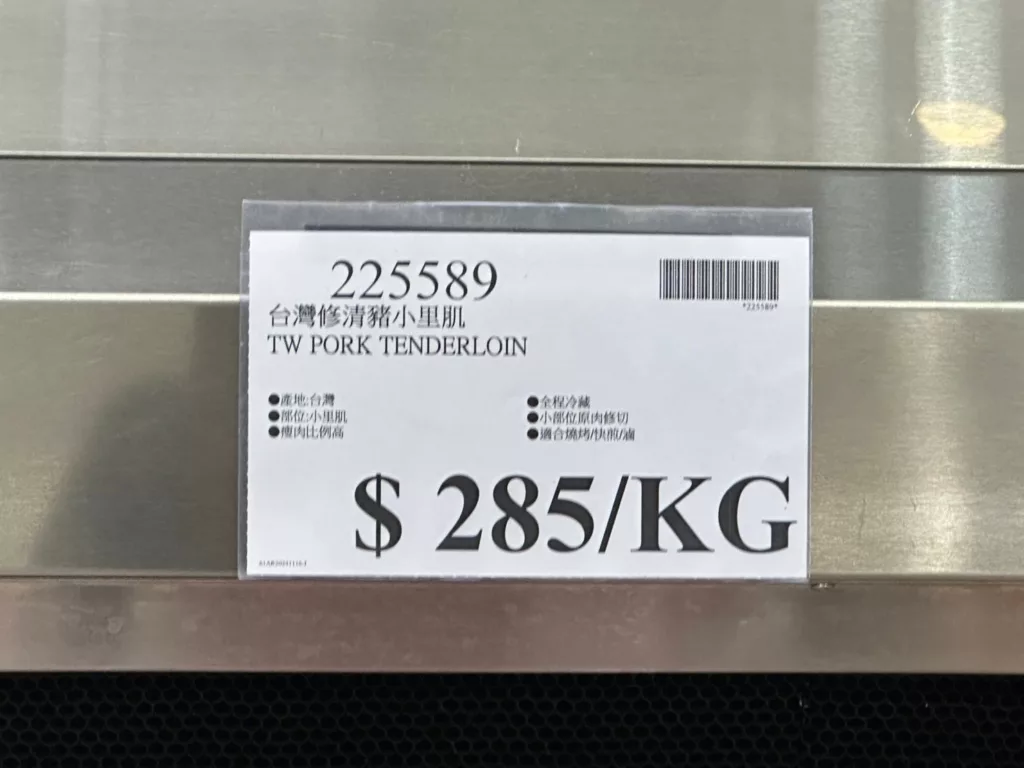 225589
*225589*
台灣修清豬小里肌
TW PORK TENDERLOIN
●產地:台灣
●部位:小里肌
●瘦肉比例高
●全程冷藏
●小部位原肉修切
●適合燒烤/快煎/滷
$ 285/KG